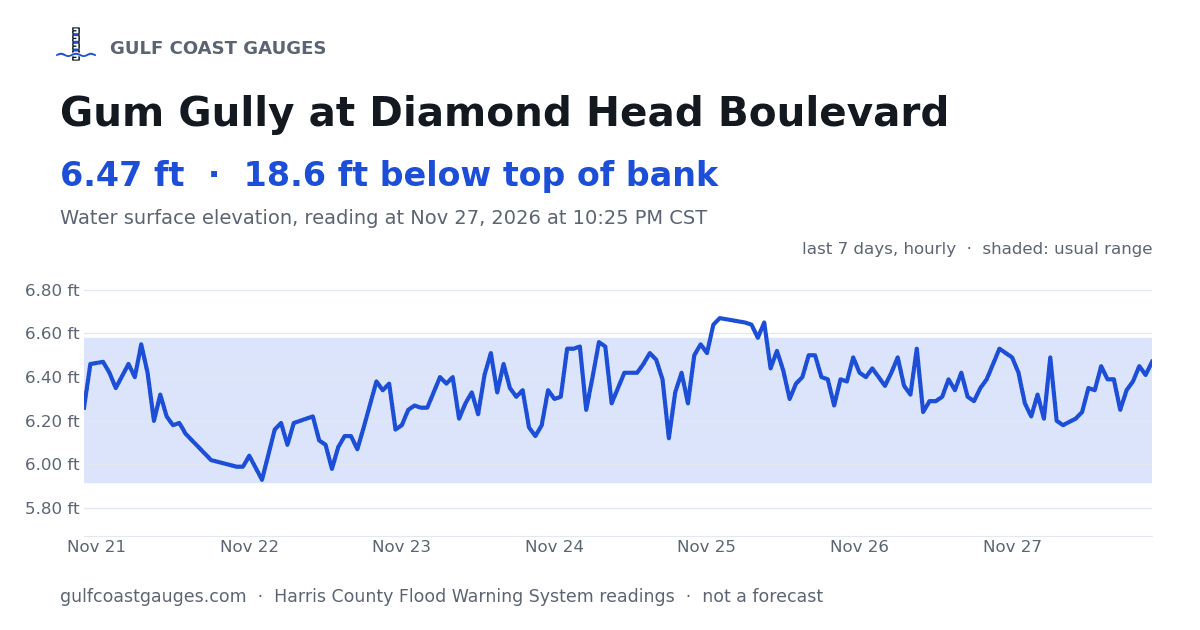 GULF COAST GAUGES
Gum Gully at Diamond Head Boulevard
6.47 ft · 18.6 ft below top of bank
Water surface elevation, reading at Nov 27, 2026 at 10:25 PM CST
last 7 days, hourly · shaded: usual range
6.80 ft
6.60 ft
6.40 ft
6.20 ft
6.00 ft
5.80 ft
Nov 21 Nov 22 Nov 23 Nov 24 Nov 25 Nov 26 Nov 27
gulfcoastgauges.com · Harris County Flood Warning System readings · not a forecast